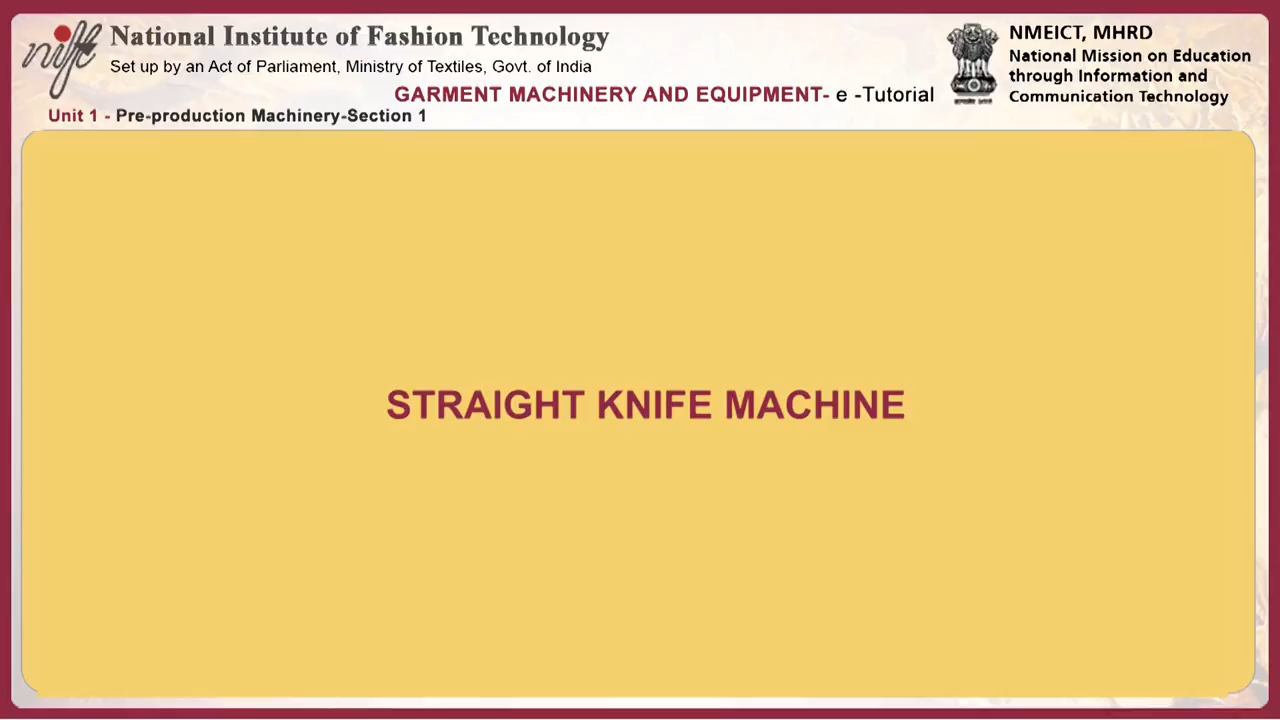 nift
National Institute of Fashion Technology
Set up by an Act of Parliament, Ministry of Textiles, Govt. of India
GARMENT MACHINERY AND EQUIPMENT- e -Tutorial
Unit 1 - Pre-production Machinery-Section 1
NMEICT, MHRD
National Mission on Education
through Information and
Communication Technology
STRAIGHT KNIFE MACHINE